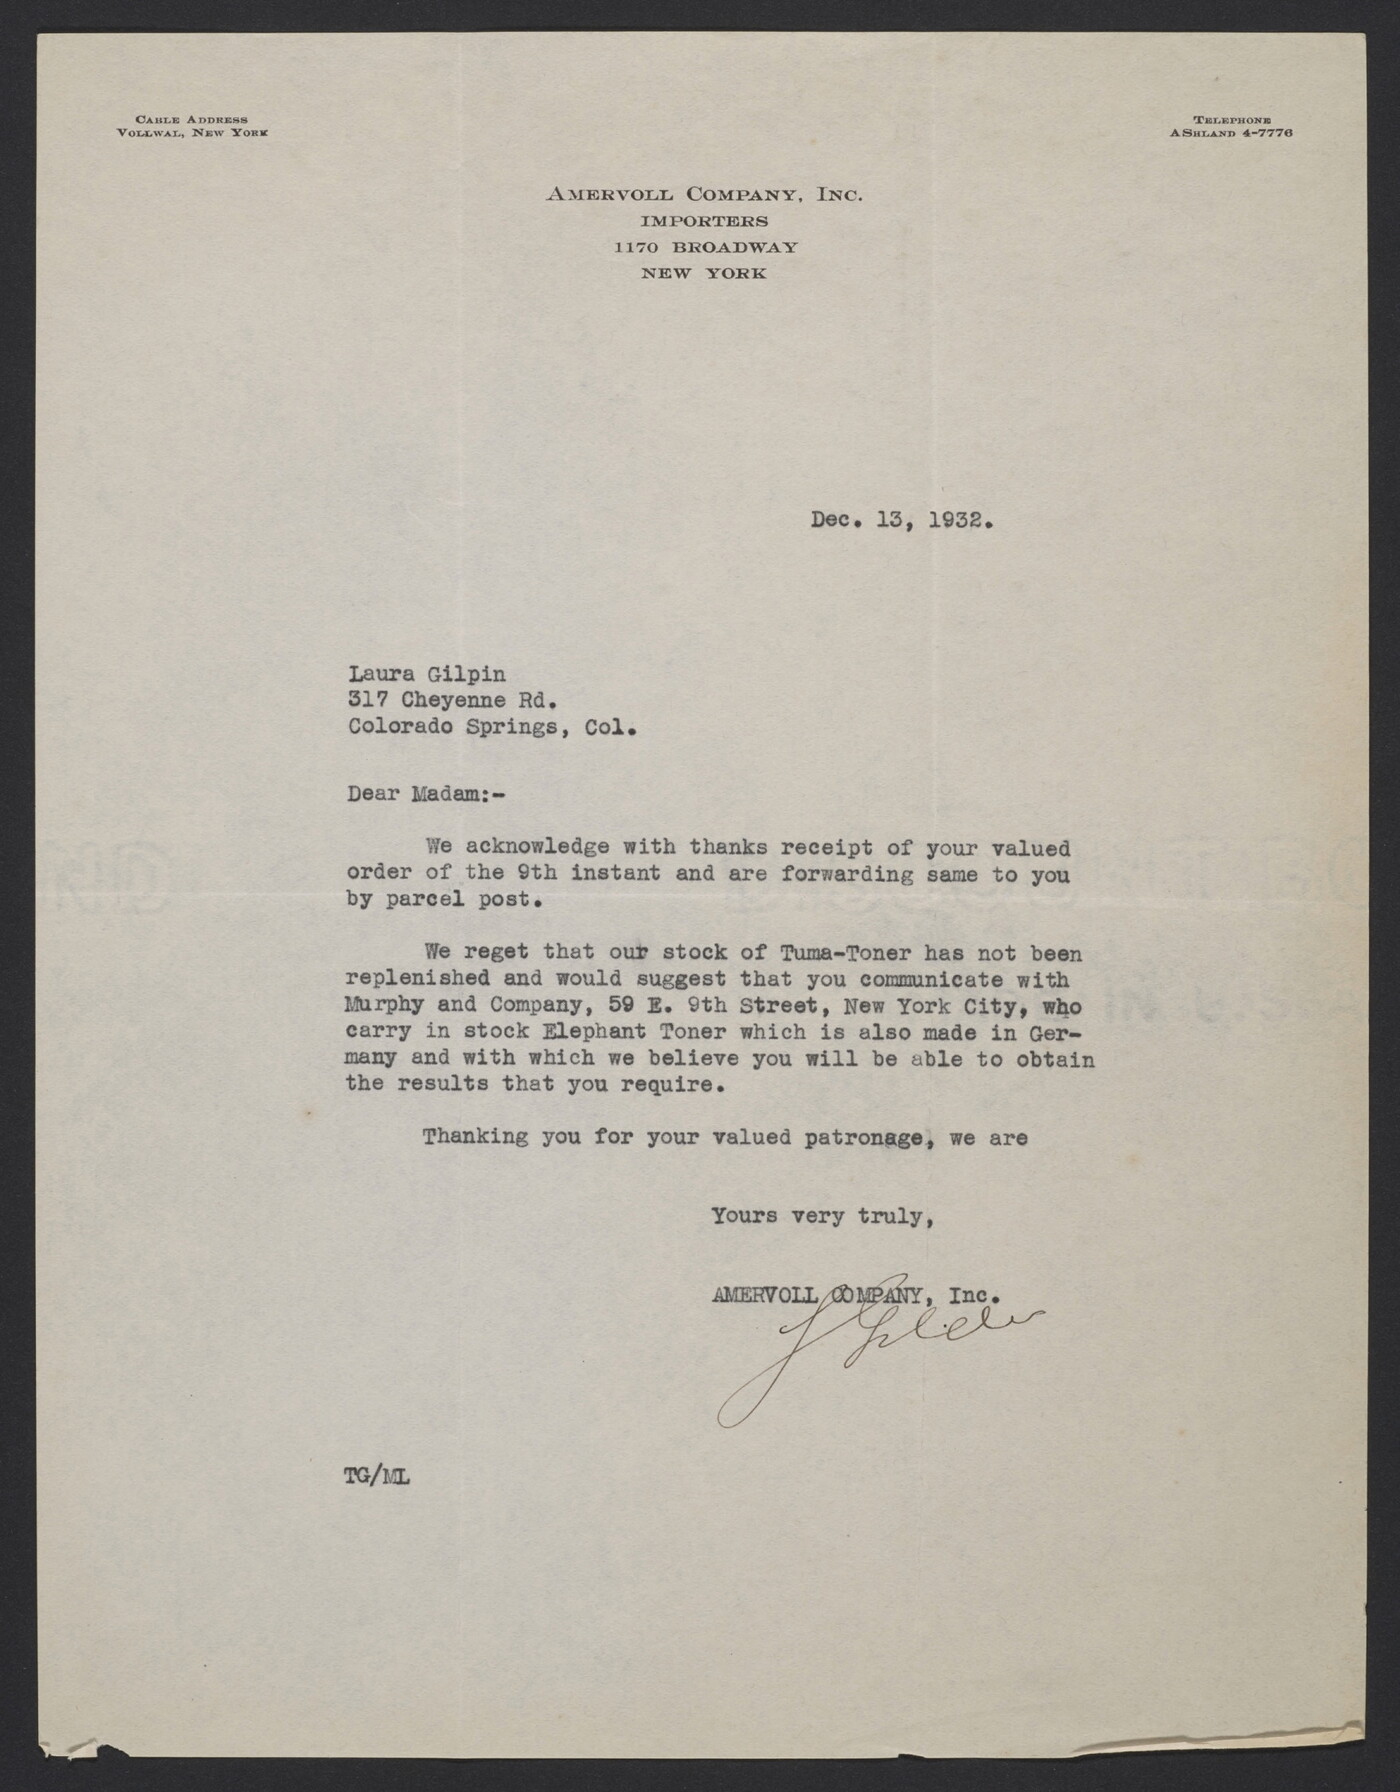 CABLE ADDRESS
VOLLWAL, NEW YORK
TELEPHONE
ASHLAND 4-7776
AMERVOLL COMPANY, INC.
IMPORTERS
1170 BROADWAY
NEW YORK
Dec. 13, 1932.
Laura Gilpin
317 Cheyenne Rd.
Colorado Springs, Col.
Dear Madam:-
We acknowledge with thanks receipt of your valued
order of the 9th instant and are forwarding same to you
by parcel post.
We reget that our stock of Tuma-Toner has not been
replenished and would suggest that you communicate with
Murphy and Company, 59 E. 9th Street, New York City, who
carry in stock Elephant Toner which is also made in Ger-
many and with which we believe you will be able to obtain
the results that you require.
Thanking you for your valued patronage, we are
Yours very truly,
AMERVOLL COMPANY, Inc.
TG/ML